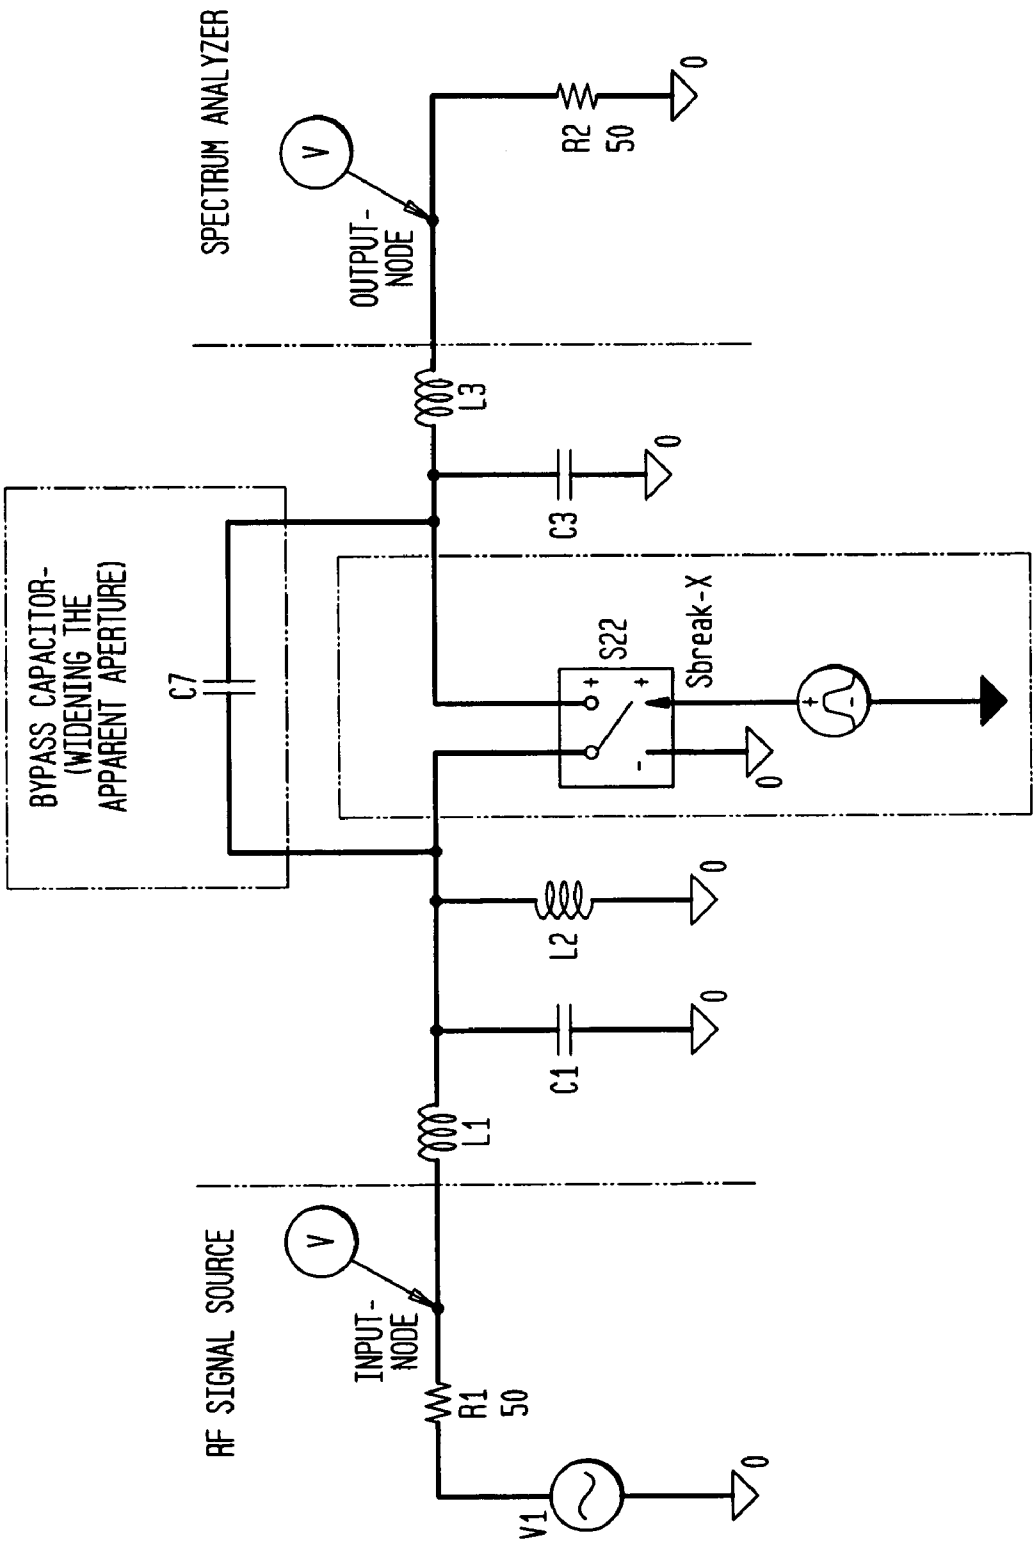 RF SIGNAL SOURCE
SPECTRUM ANALYZER
BYPASS CAPACITOR-
(WIDENING THE
APPARENT APERTURE)
C7
V
INPUT-
NODE
V
OUTPUT-
NODE
V1
0
R1
50
L1
C1
0
L2
0
S22
+
+
-
0
Sbreak-X
+
-
C3
0
L3
R2
50
0